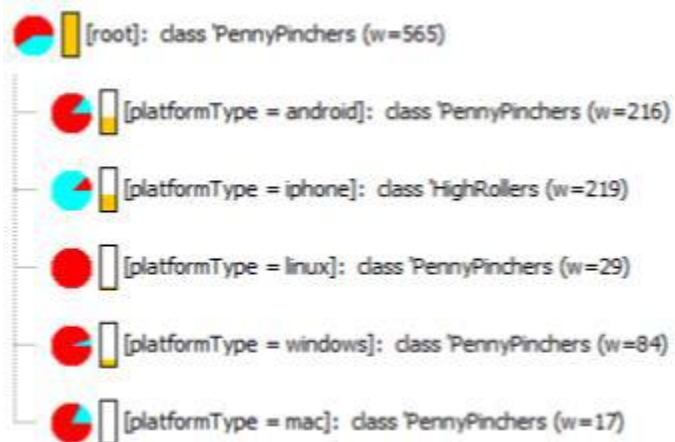 [root]: class 'PennyPinchers (w=565)
[platformType = android]: class 'PennyPinchers (w=216)
[platformType = iphone]: class 'HighRollers (w=219)
[platformType = linux]: class 'PennyPinchers (w=29)
[platformType = windows]: class 'PennyPinchers (w=84)
[platformType = mac]: class 'PennyPinchers (w=17)